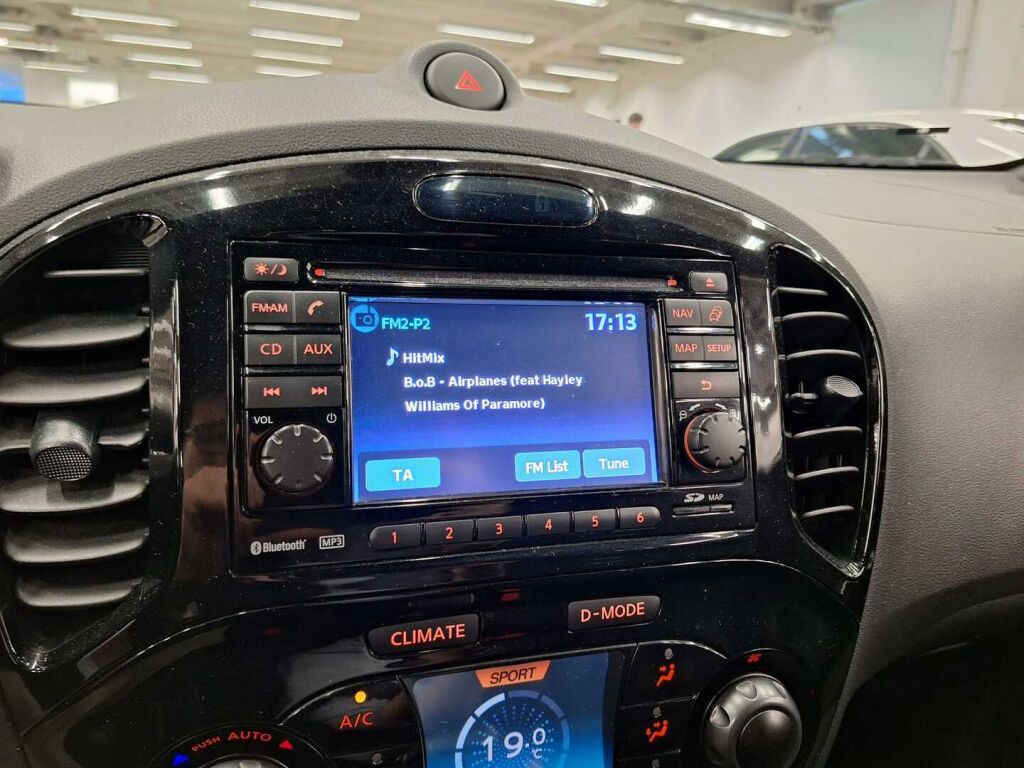 FM·AM
CD AUX
VOL
FM2-P2 17:13
HitMix
B.o.B - Airplanes (feat Hayley
Williams Of Paramore)
TA FM List Tune
NAV
MAP SETUP
SD MAP
1 2 3 4 5 6
Bluetooth MP3
CLIMATE D-MODE
SPORT
A/C
PUSH AUTO
19.0°C